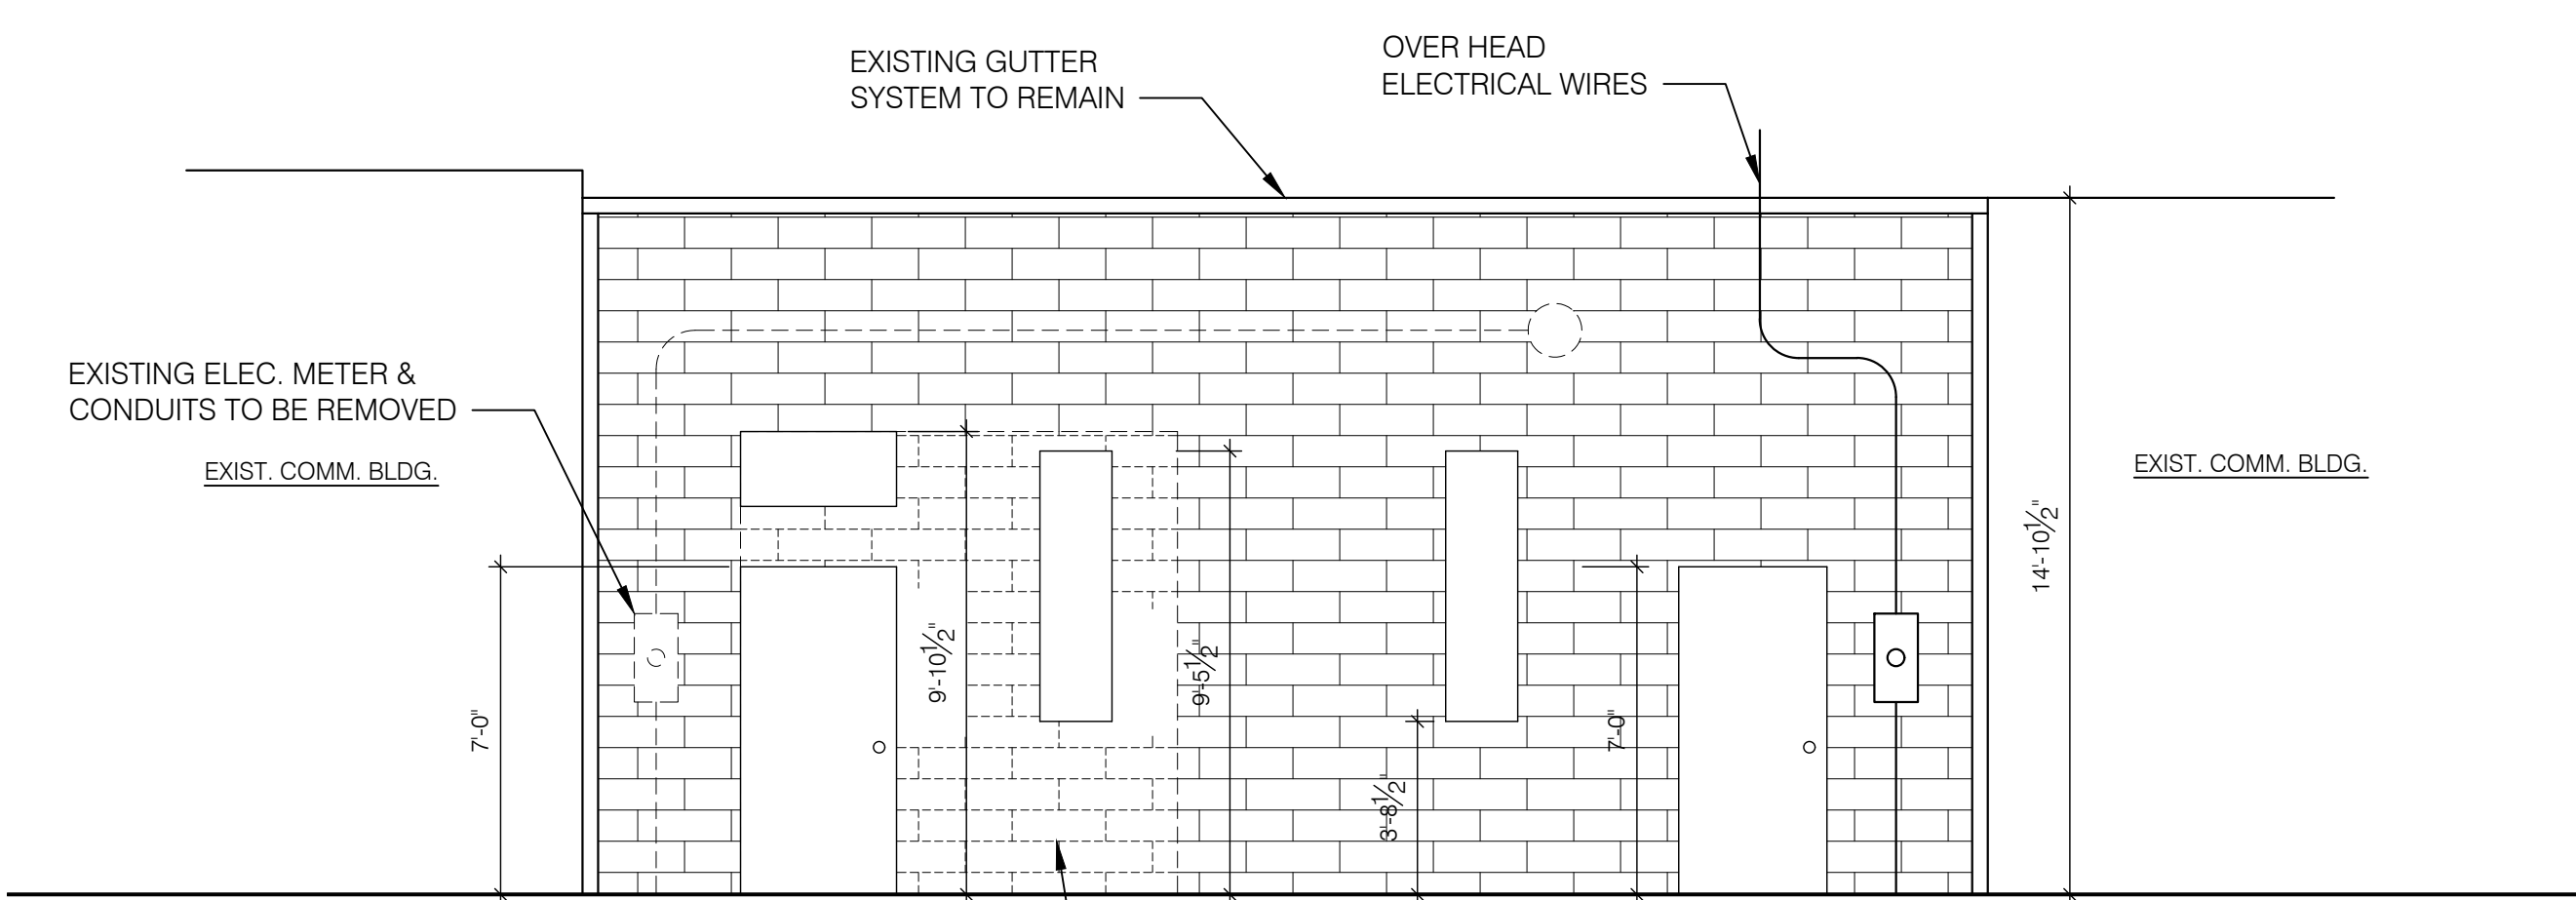 EXISTING GUTTER
SYSTEM TO REMAIN
OVER HEAD
ELECTRICAL WIRES
EXISTING ELEC. METER &
CONDUITS TO BE REMOVED
EXIST. COMM. BLDG.
EXIST. COMM. BLDG.
14'-10½"
9'-10½"
9'-5½"
7'-0"
7'-0"
3'-8½"